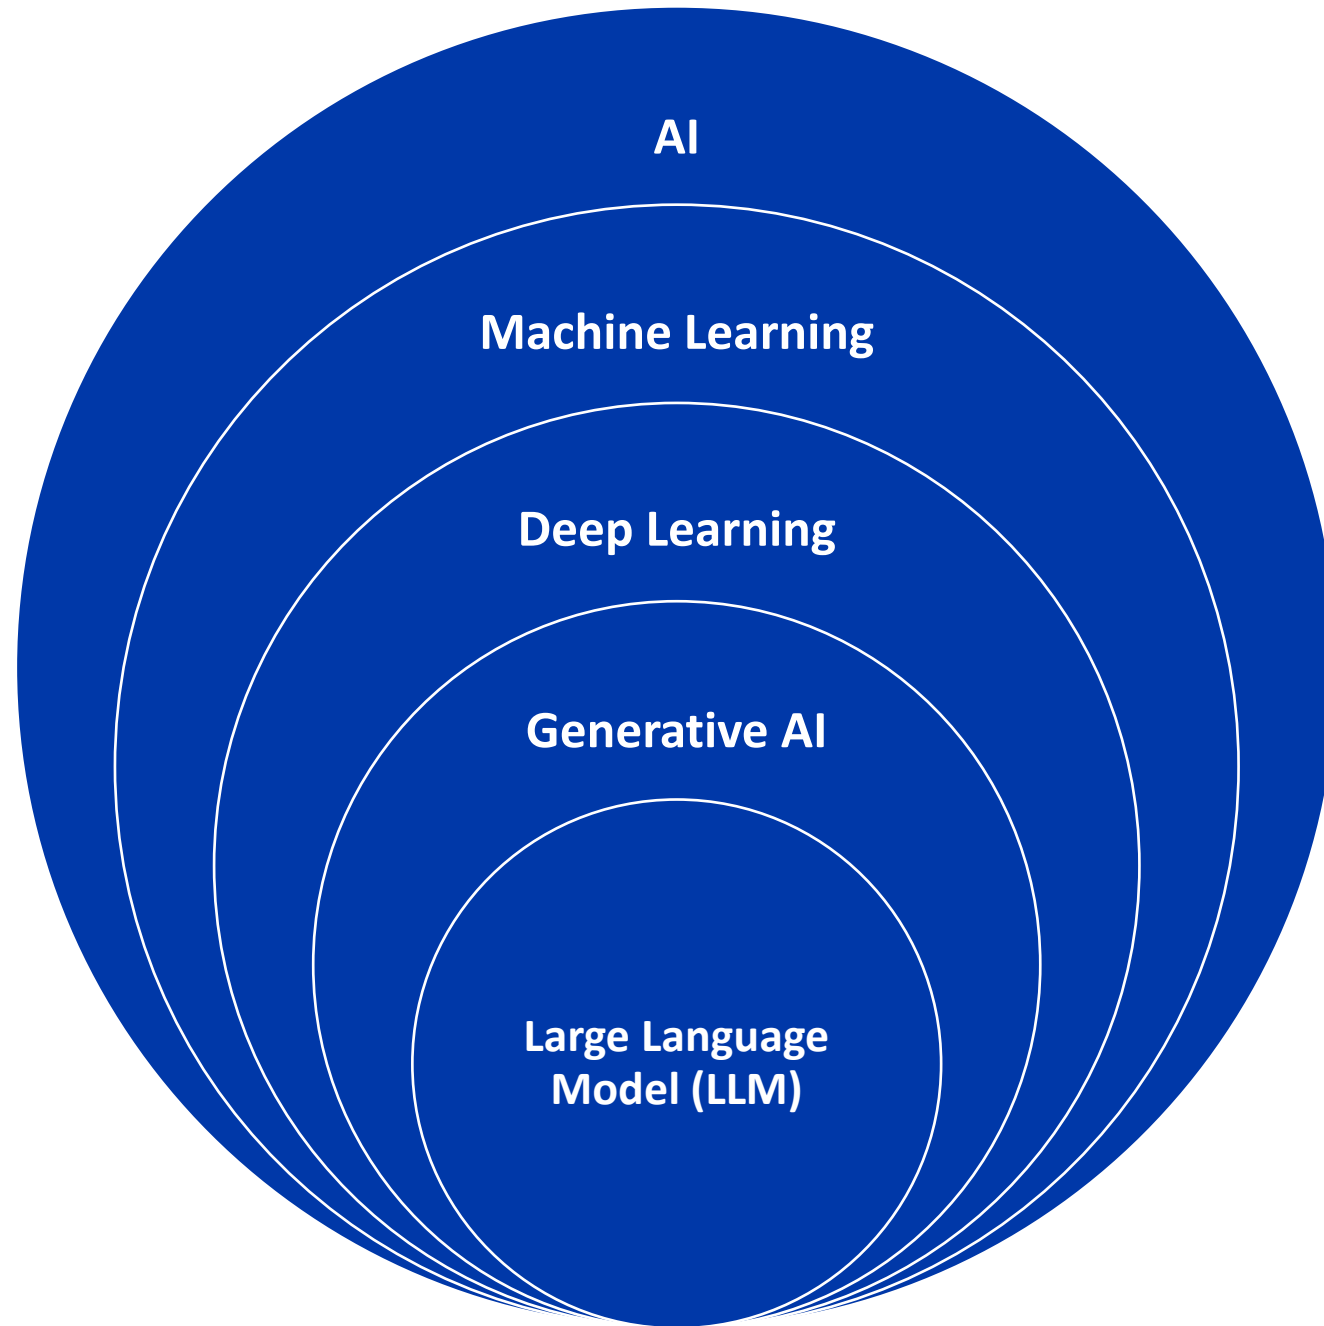 AI
Machine Learning
Deep Learning
Generative AI
Large Language
Model (LLM)